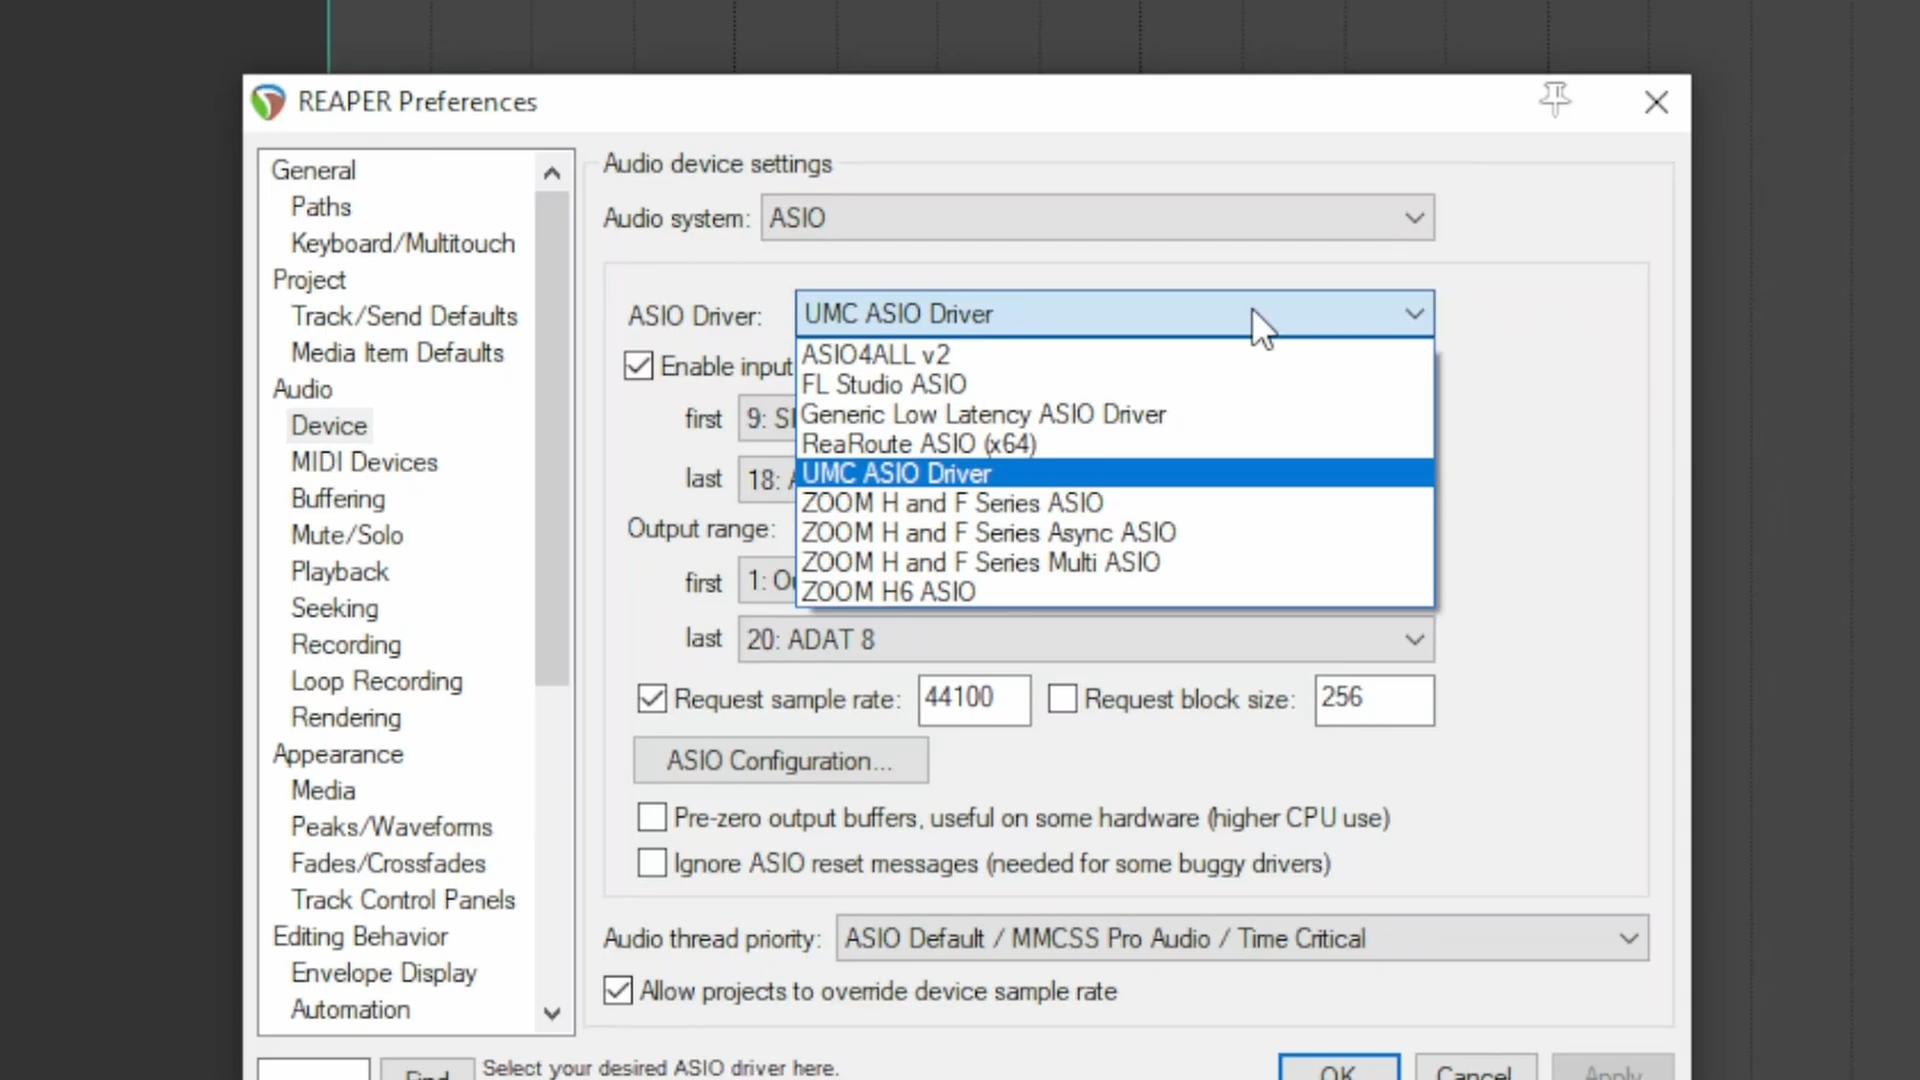 REAPER Preferences
General
Paths
Keyboard/Multitouch
Project
Track/Send Defaults
Media Item Defaults
Audio
Device
MIDI Devices
Buffering
Mute/Solo
Playback
Seeking
Recording
Loop Recording
Rendering
Appearance
Media
Peaks/Waveforms
Fades/Crossfades
Track Control Panels
Editing Behavior
Envelope Display
Automation
Find
Audio device settings
Audio system: ASIO
ASIO Driver: UMC ASIO Driver
ASIO4ALL v2
FL Studio ASIO
Generic Low Latency ASIO Driver
ReaRoute ASIO (x64)
UMC ASIO Driver
ZOOM H and F Series ASIO
ZOOM H and F Series Async ASIO
ZOOM H and F Series Multi ASIO
ZOOM H6 ASIO
Enable input
first 9:
last 18:
Output range:
first 1:
last 20: ADAT 8
Request sample rate: 44100 Request block size: 256
ASIO Configuration...
Pre-zero output buffers, useful on some hardware (higher CPU use)
Ignore ASIO reset messages (needed for some buggy drivers)
Audio thread priority: ASIO Default / MMCSS Pro Audio / Time Critical
Allow projects to override device sample rate
Select your desired ASIO driver here.
OK Cancel Apply